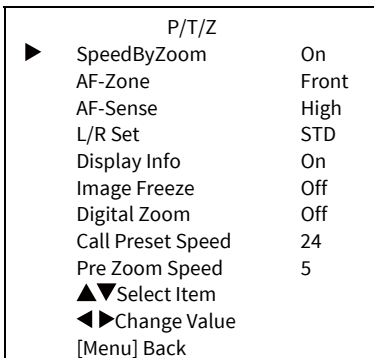 P/T/Z
▶ SpeedByZoom On
AF-Zone Front
AF-Sense High
L/R Set STD
Display Info On
Image Freeze Off
Digital Zoom Off
Call Preset Speed 24
Pre Zoom Speed 5
▲▼Select Item
◀ ▶Change Value
[Menu] Back